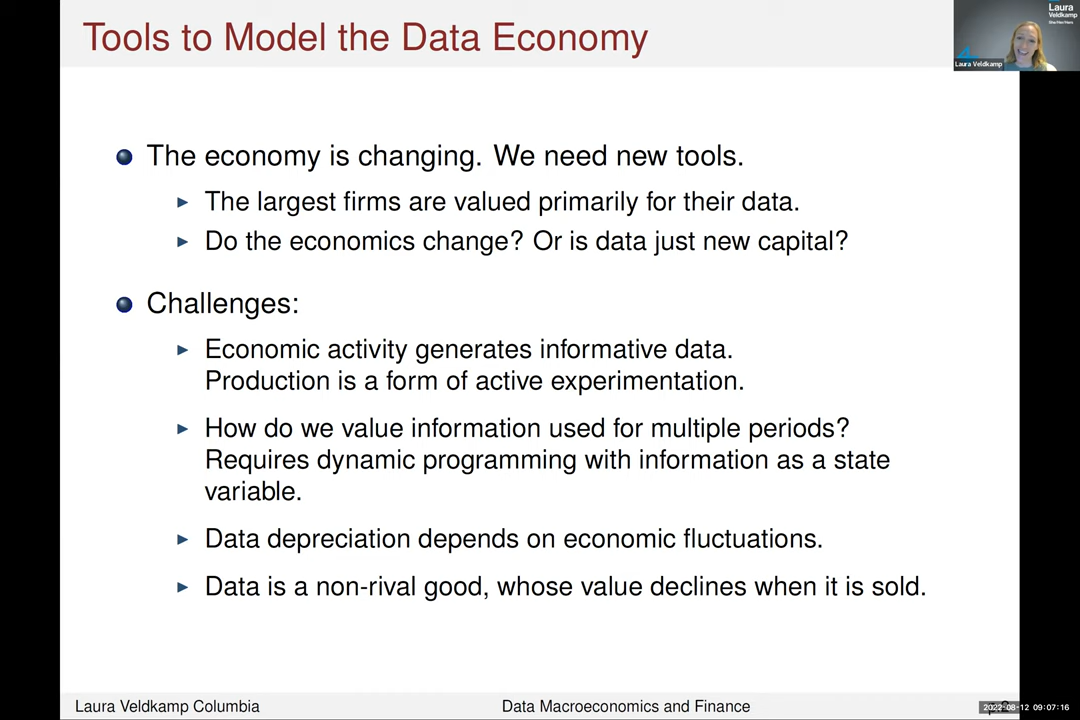 Tools to Model the Data Economy
Laura
Veldkamp
Laura Veldkamp
The economy is changing. We need new tools.
The largest firms are valued primarily for their data.
Do the economics change? Or is data just new capital?
Challenges:
Economic activity generates informative data.
Production is a form of active experimentation.
How do we value information used for multiple periods?
Requires dynamic programming with information as a state
variable.
Data depreciation depends on economic fluctuations.
Data is a non-rival good, whose value declines when it is sold.
Laura Veldkamp Columbia
Data Macroeconomics and Finance
2022-08-12 09:07:16